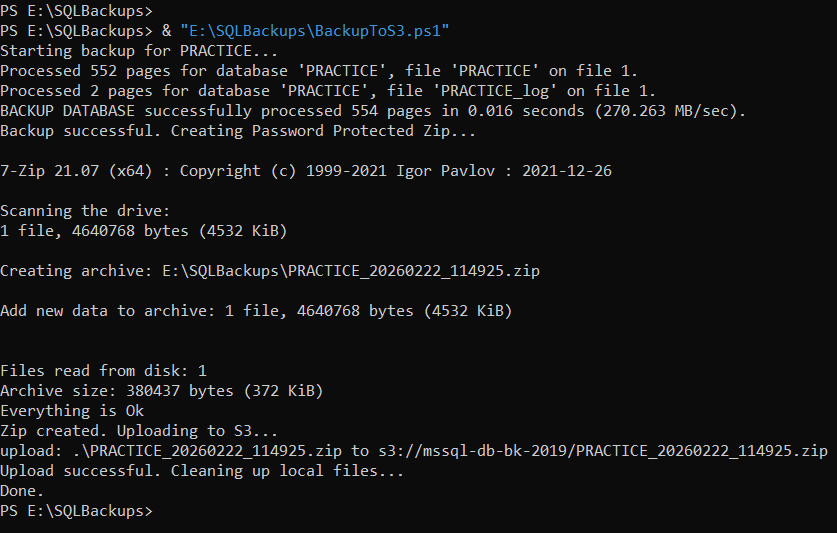 PS E:\SQLBackups>
PS E:\SQLBackups> & "E:\SQLBackups\BackupToS3.ps1"
Starting backup for PRACTICE...
Processed 552 pages for database 'PRACTICE', file 'PRACTICE' on file 1.
Processed 2 pages for database 'PRACTICE', file 'PRACTICE_log' on file 1.
BACKUP DATABASE successfully processed 554 pages in 0.016 seconds (270.263 MB/sec).
Backup successful. Creating Password Protected Zip...
7-Zip 21.07 (x64) : Copyright (c) 1999-2021 Igor Pavlov : 2021-12-26
Scanning the drive:
1 file, 4640768 bytes (4532 KiB)
Creating archive: E:\SQLBackups\PRACTICE_20260222_114925.zip
Add new data to archive: 1 file, 4640768 bytes (4532 KiB)
Files read from disk: 1
Archive size: 380437 bytes (372 KiB)
Everything is Ok
Zip created. Uploading to S3...
upload: .\PRACTICE_20260222_114925.zip to s3://mssql-db-bk-2019/PRACTICE_20260222_114925.zip
Upload successful. Cleaning up local files...
Done.
PS E:\SQLBackups>